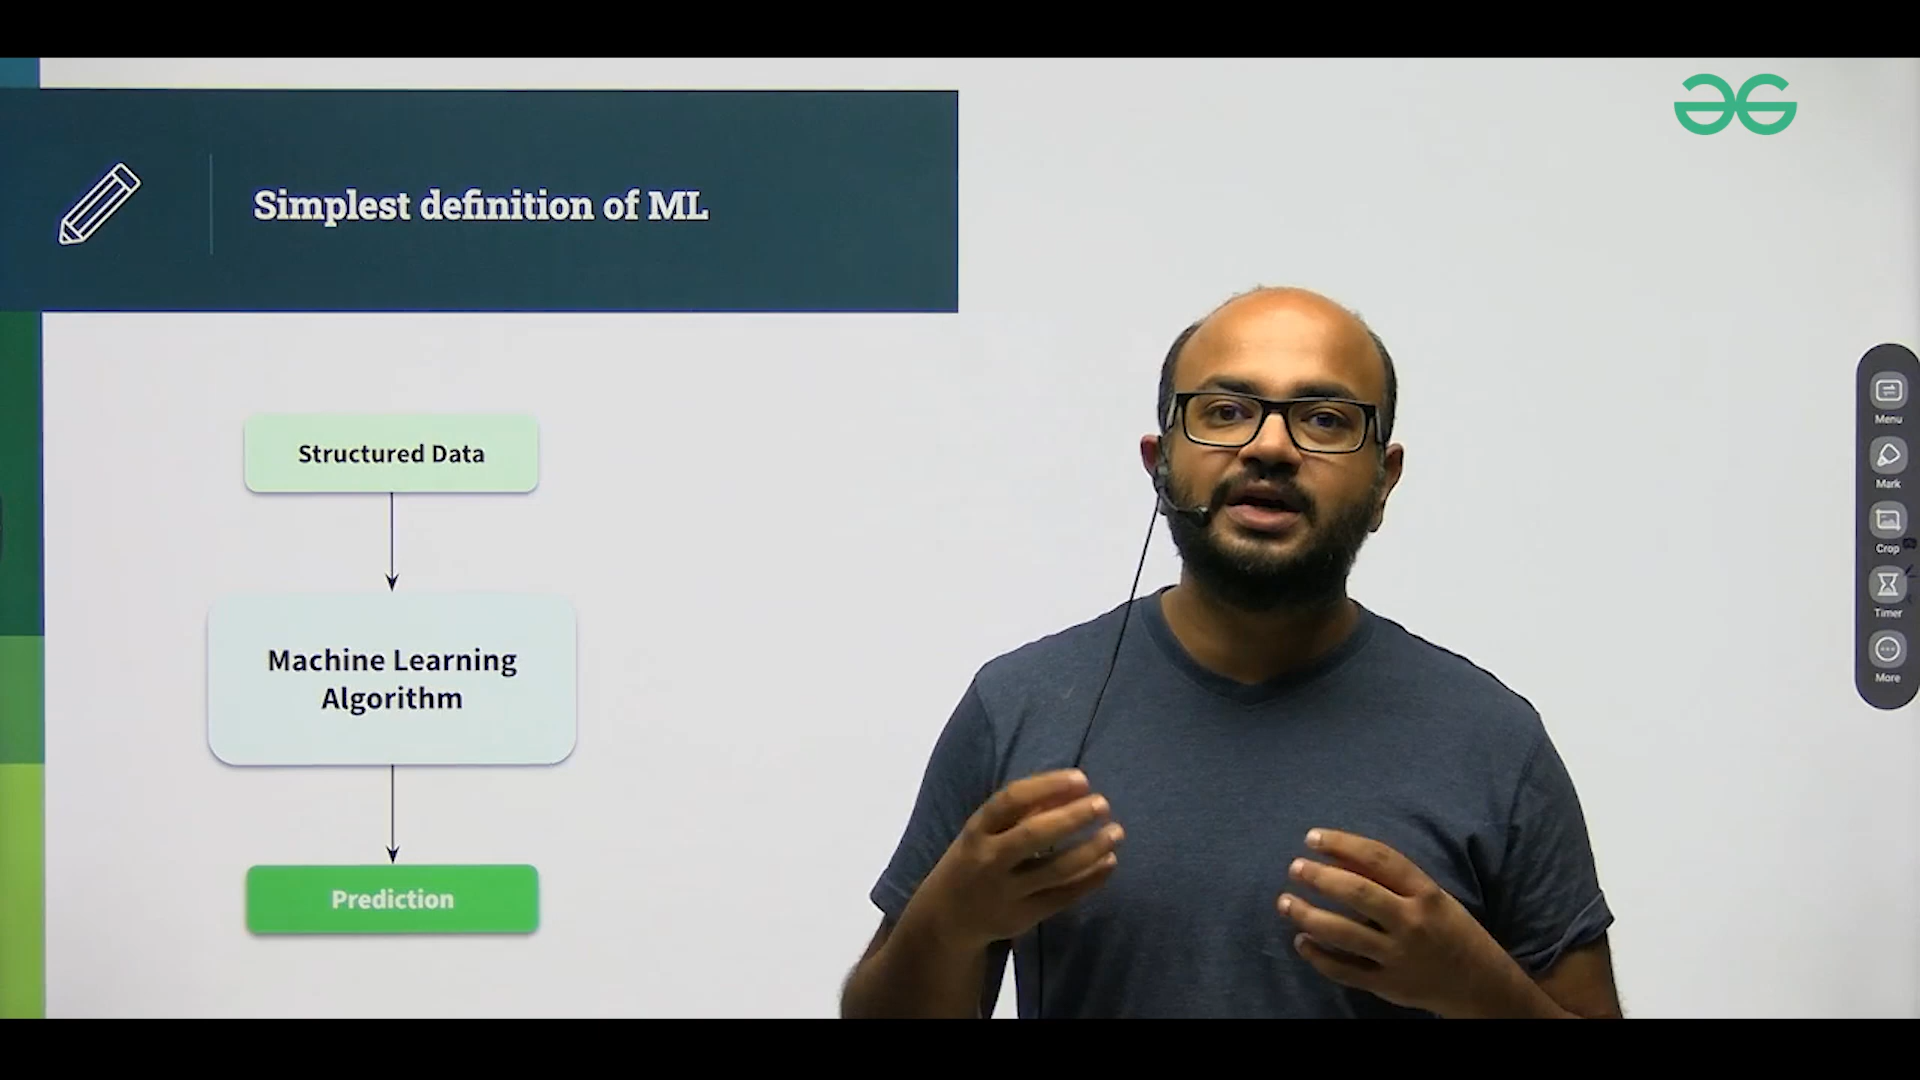 Simplest definition of ML
Structured Data
Machine Learning
Algorithm
Prediction
Menu
Mark
Crop
Timer
More